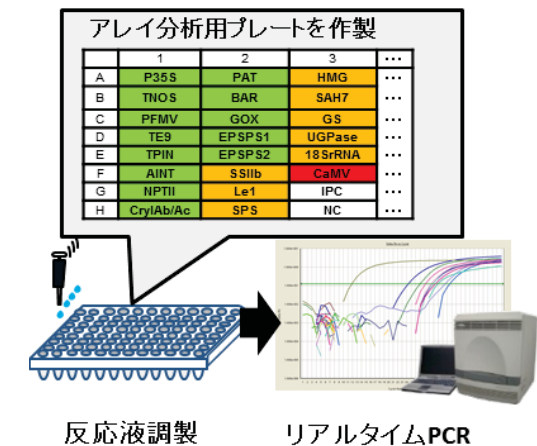 アレイ分析用プレートを作製
1 2 3 …
A P35S PAT HMG …
B TNOS BAR SAH7 …
C PFMV GOX GS …
D TE9 EPSPS1 UGPase …
E TPIN EPSPS2 18SrRNA …
F AINT SSIIb CaMV …
G NPTII Le1 IPC …
H CryIAb/Ac SPS NC …
反応液調製 リアルタイムPCR